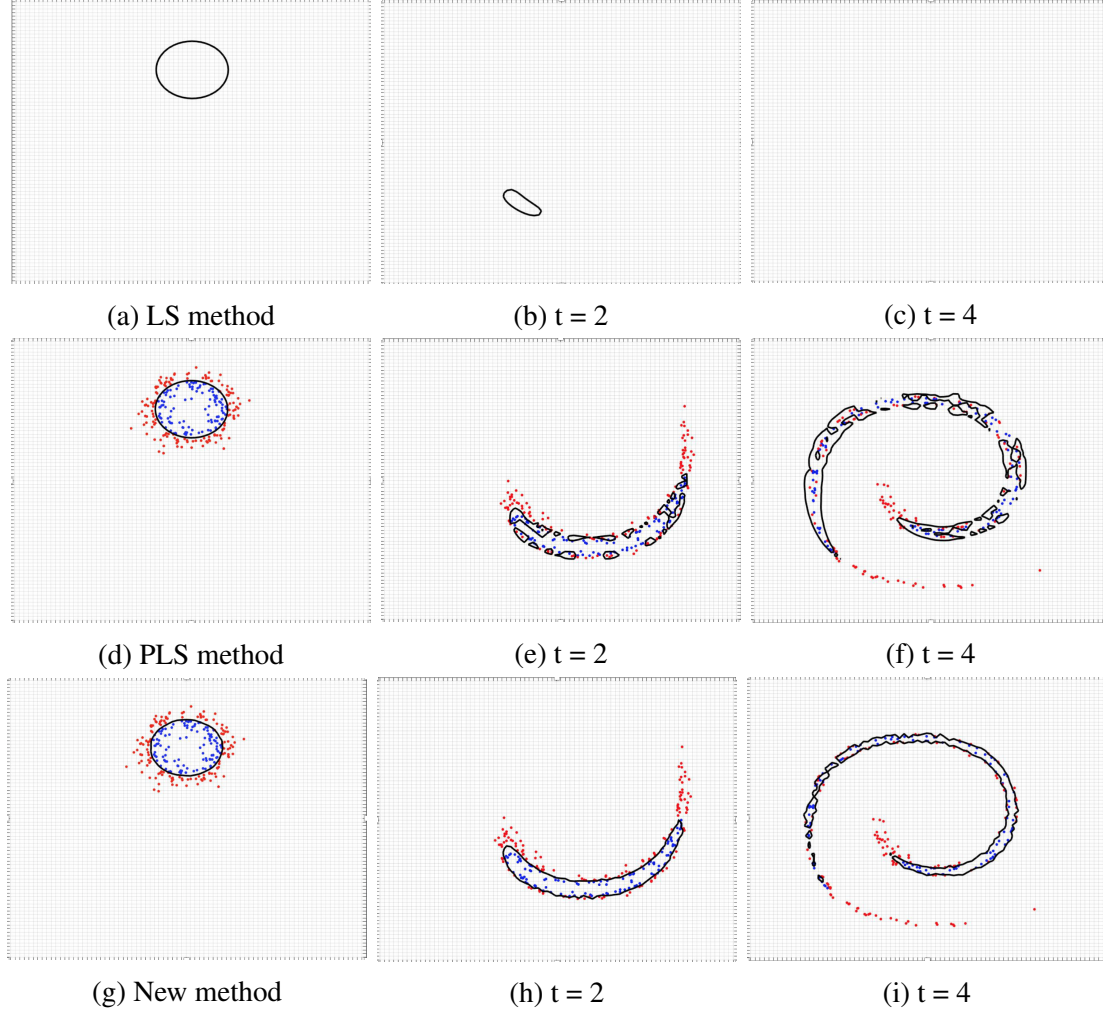 (a) LS method (b) t = 2 (c) t = 4
(d) PLS method (e) t = 2 (f) t = 4
(g) New method (h) t = 2 (i) t = 4